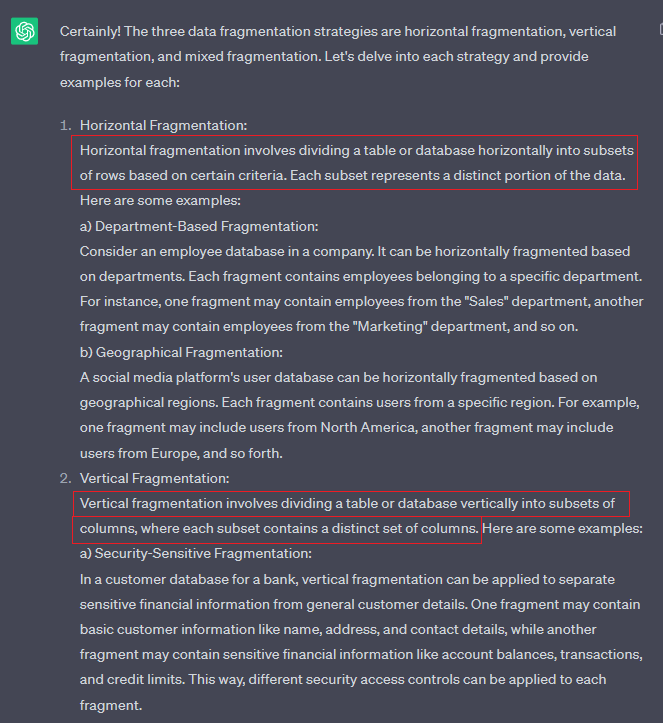 Certainly! The three data fragmentation strategies are horizontal fragmentation, vertical
fragmentation, and mixed fragmentation. Let's delve into each strategy and provide
examples for each:
1. Horizontal Fragmentation:
Horizontal fragmentation involves dividing a table or database horizontally into subsets
of rows based on certain criteria. Each subset represents a distinct portion of the data.
Here are some examples:
a) Department-Based Fragmentation:
Consider an employee database in a company. It can be horizontally fragmented based
on departments. Each fragment contains employees belonging to a specific department.
For instance, one fragment may contain employees from the "Sales" department, another
fragment may contain employees from the "Marketing" department, and so on.
b) Geographical Fragmentation:
A social media platform's user database can be horizontally fragmented based on
geographical regions. Each fragment contains users from a specific region. For example,
one fragment may include users from North America, another fragment may include
users from Europe, and so forth.
2. Vertical Fragmentation:
Vertical fragmentation involves dividing a table or database vertically into subsets of
columns, where each subset contains a distinct set of columns. Here are some examples:
a) Security-Sensitive Fragmentation:
In a customer database for a bank, vertical fragmentation can be applied to separate
sensitive financial information from general customer details. One fragment may contain
basic customer information like name, address, and contact details, while another
fragment may contain sensitive financial information like account balances, transactions,
and credit limits. This way, different security access controls can be applied to each
fragment.